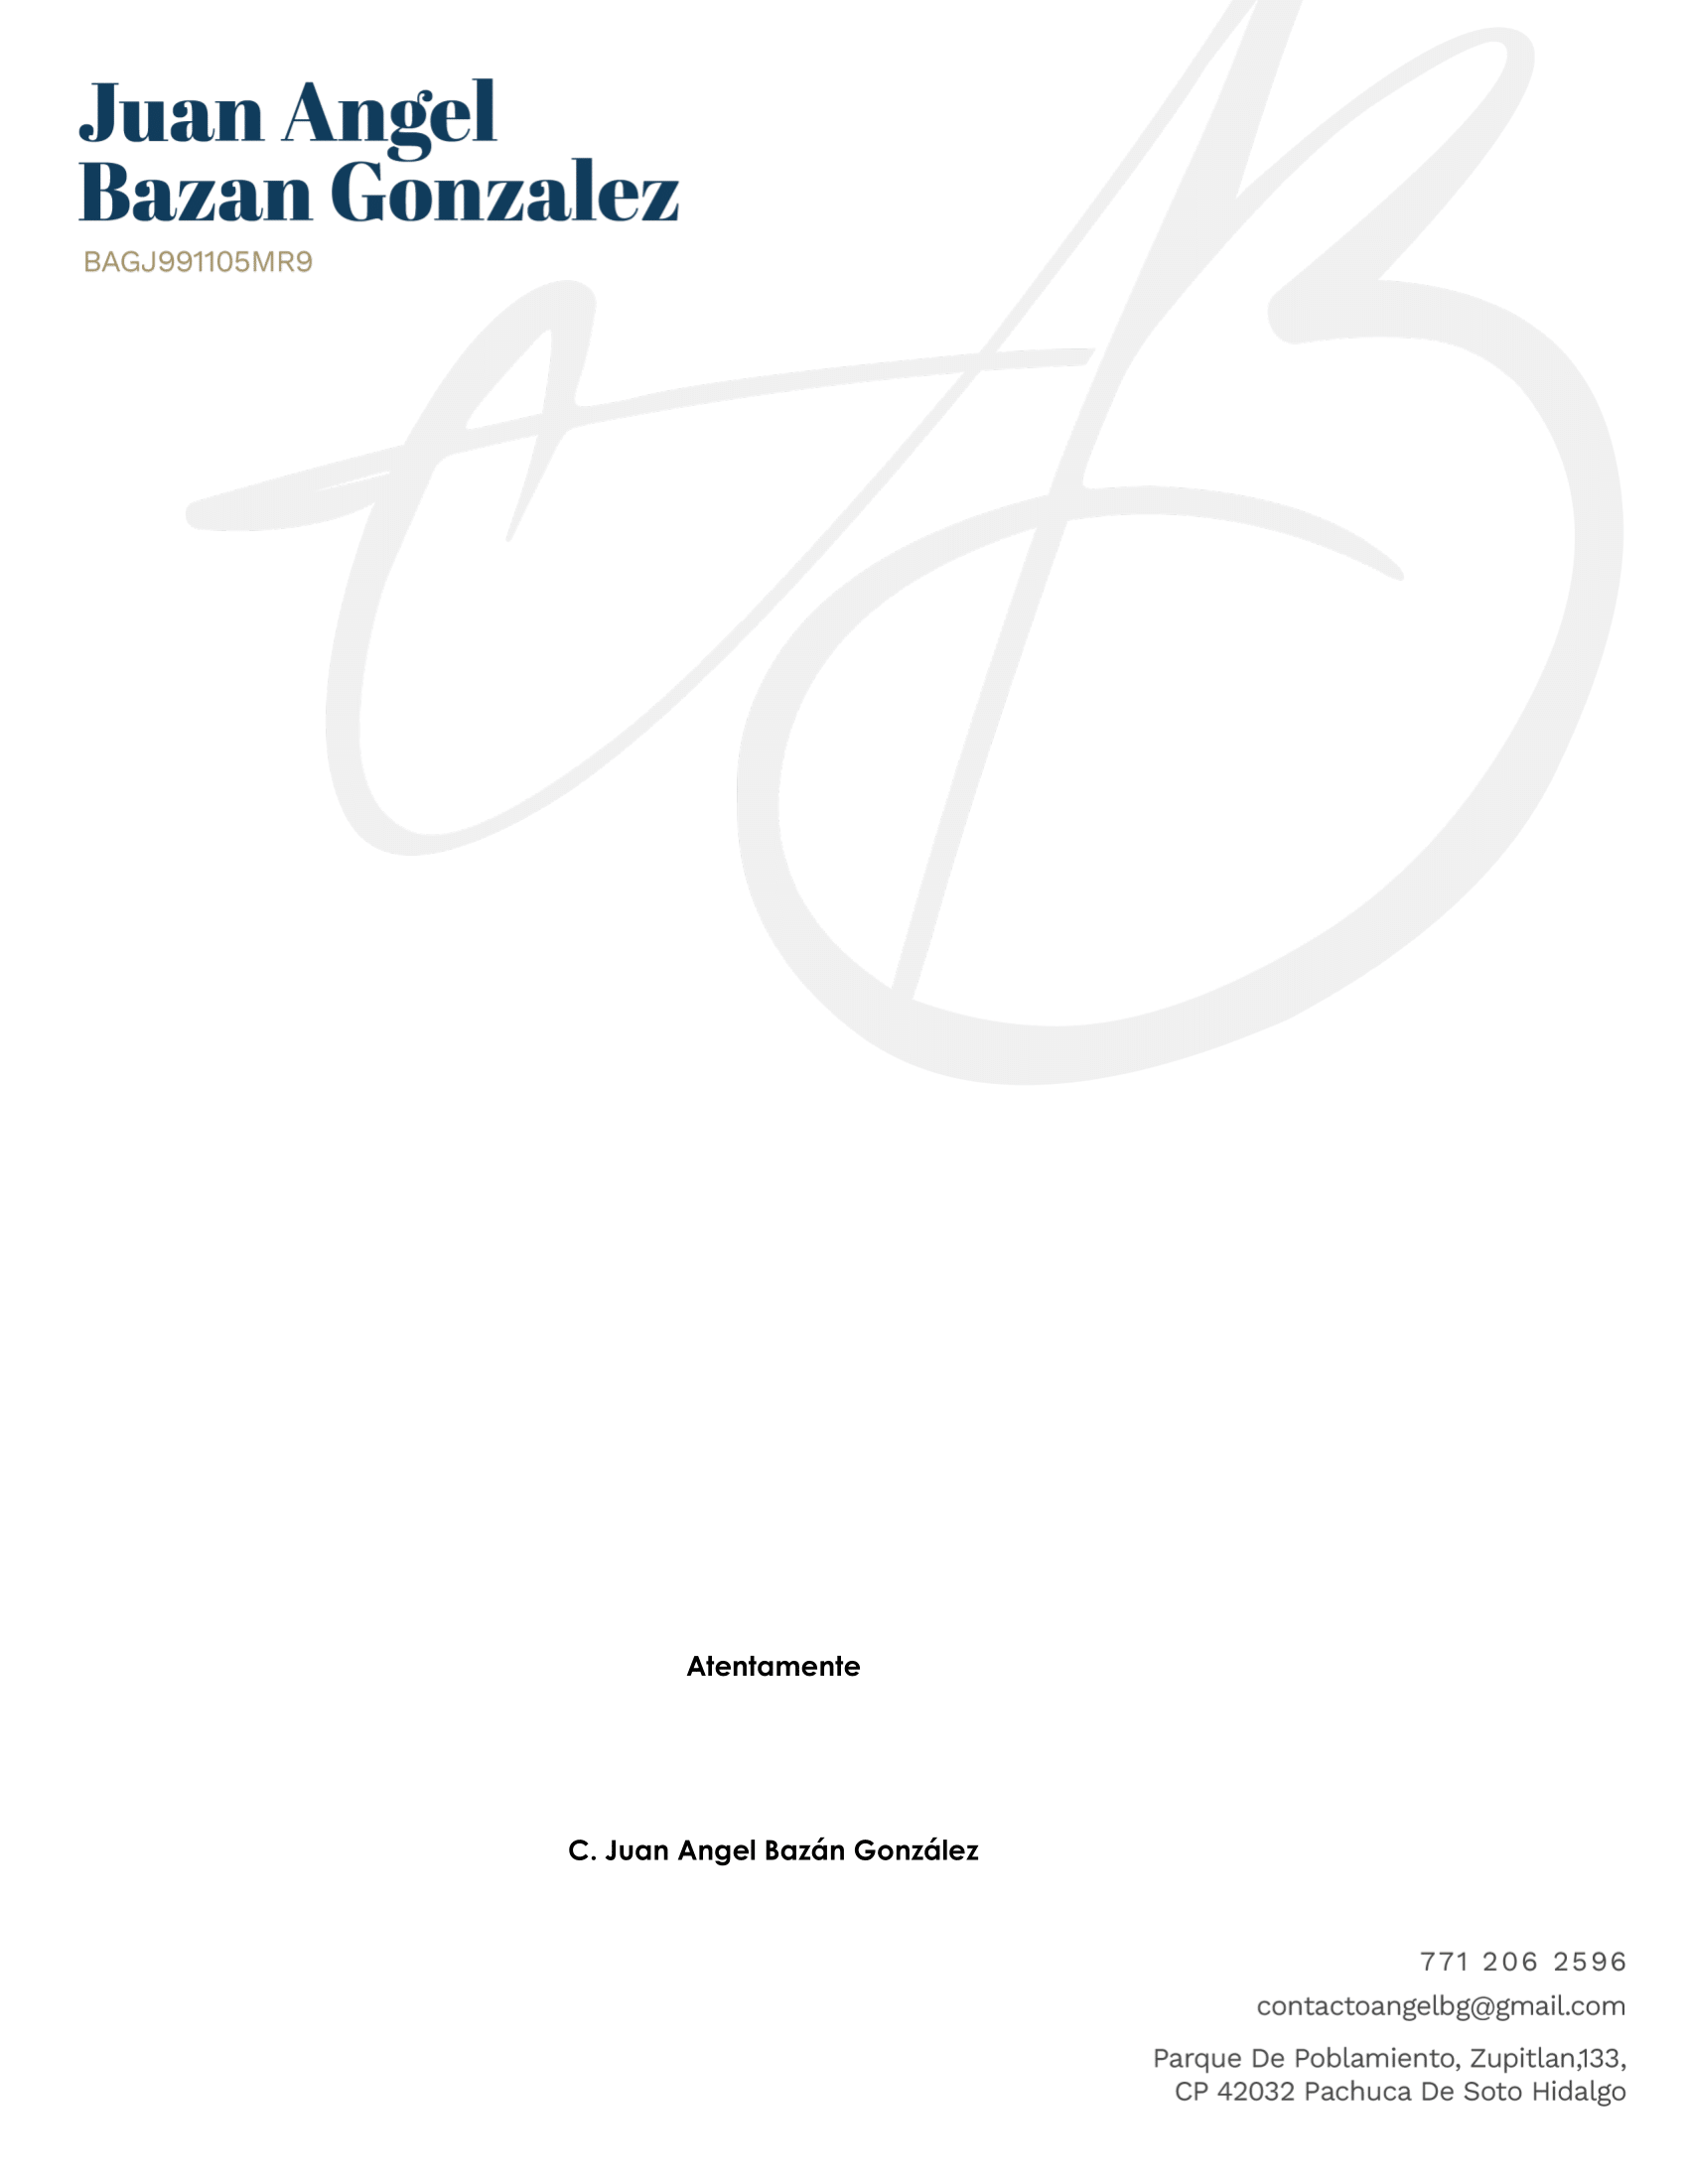 Juan Angel
Bazan Gonzalez
BAGJ991105MR9
Atentamente
C. Juan Angel Bazán González
771 206 2596
contactoangelbg@gmail.com
Parque De Poblamiento, Zupitlan,133,
CP 42032 Pachuca De Soto Hidalgo